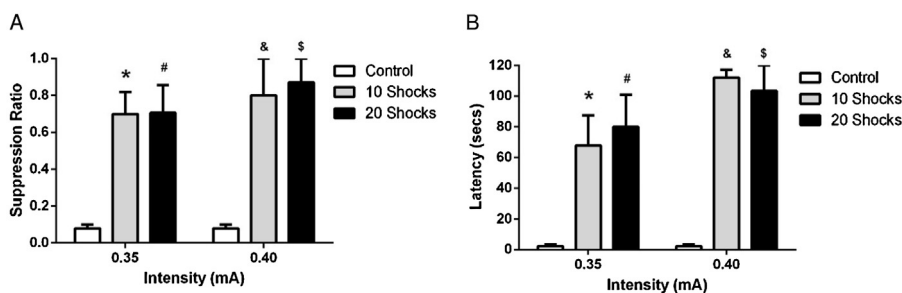 A
Suppression Ratio
1.0
0.8
0.6
0.4
0.2
0.0
* # & $
0.35 0.40
Intensity (mA)
Control
10 Shocks
20 Shocks
B
Latency (secs)
120
100
80
60
40
20
0
* # & $
0.35 0.40
Intensity (mA)
Control
10 Shocks
20 Shocks